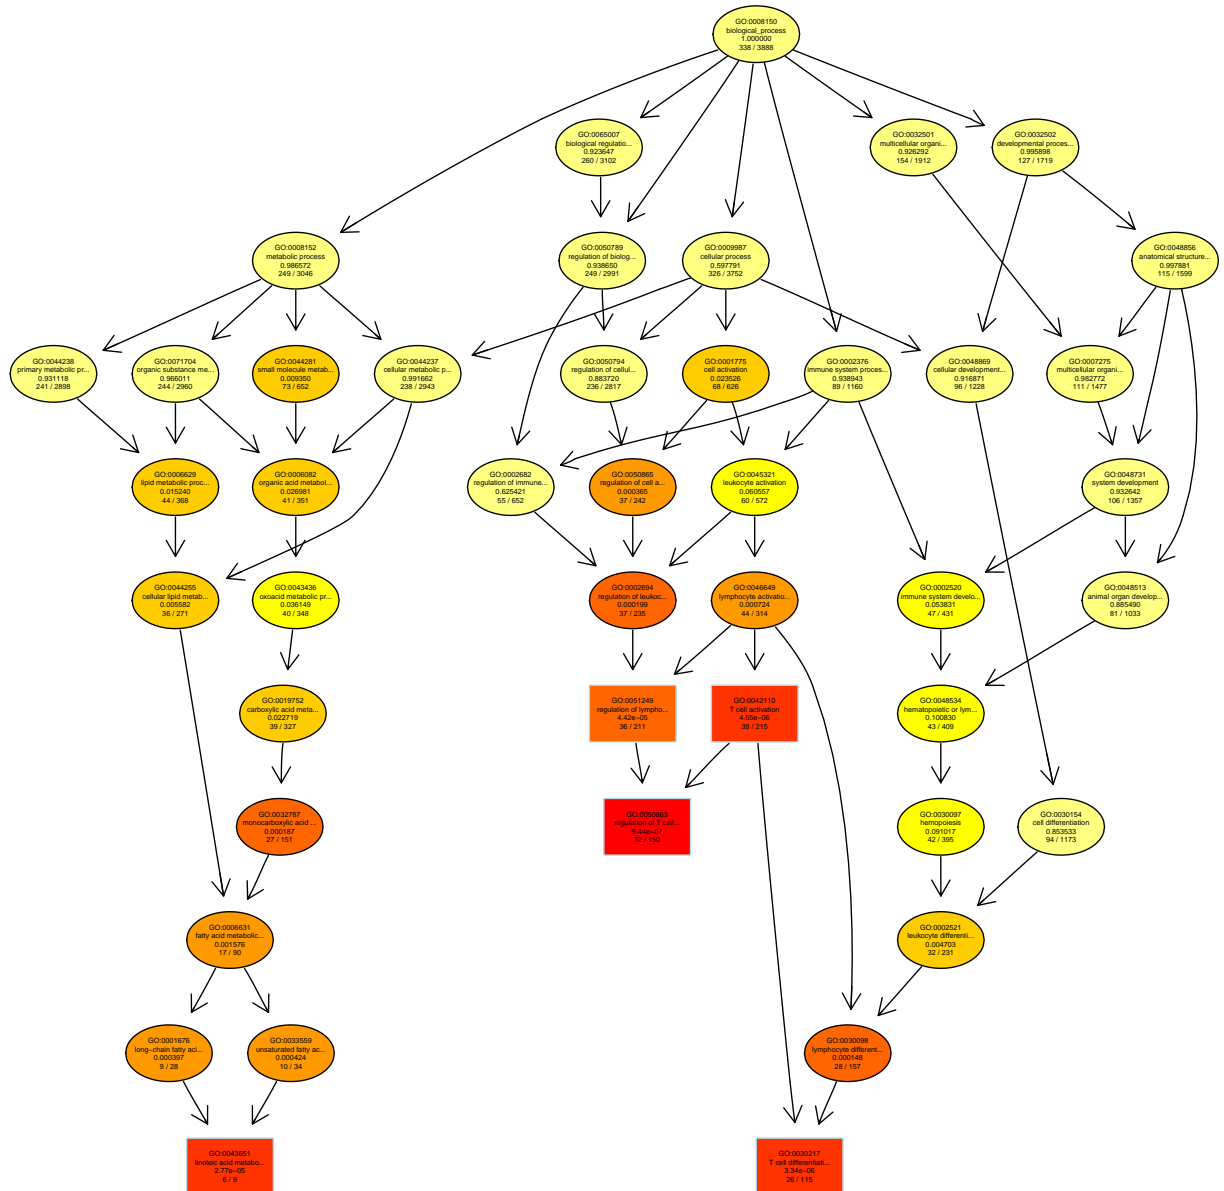 GO:0008150
biological_process
1.000000
338 / 3888
GO:0065007
biological regulatio...
0.923647
260 / 3102
GO:0032501
multicellular organi...
0.926292
154 / 1912
GO:0032502
developmental proces...
0.995898
127 / 1719
GO:0008152
metabolic process
0.986572
249 / 3046
GO:0050789
regulation of biolog...
0.938650
249 / 2991
GO:0009987
cellular process
0.597791
326 / 3752
GO:0048856
anatomical structure...
0.997881
115 / 1599
GO:0044238
primary metabolic pr...
0.931118
241 / 2898
GO:0071704
organic substance me...
0.966011
244 / 2960
GO:0044281
small molecule metab...
0.009350
73 / 652
GO:0044237
cellular metabolic p...
0.991662
238 / 2943
GO:0050794
regulation of cellul...
0.883720
236 / 2817
GO:0001775
cell activation
0.023526
68 / 626
GO:0002376
immune system proces...
0.938943
89 / 1160
GO:0048869
cellular development...
0.916871
96 / 1228
GO:0007275
multicellular organi...
0.982772
111 / 1477
GO:0006629
lipid metabolic proc...
0.015240
44 / 368
GO:0006082
organic acid metabol...
0.026981
41 / 351
GO:0002682
regulation of immune...
0.625421
55 / 652
GO:0050865
regulation of cell a...
0.000365
37 / 242
GO:0045321
leukocyte activation
0.060557
60 / 572
GO:0048731
system development
0.932642
106 / 1357
GO:0044255
cellular lipid metab...
0.005582
36 / 271
GO:0043436
oxoacid metabolic pr...
0.036149
40 / 348
GO:0002694
regulation of leukoc...
0.000199
37 / 235
GO:0046649
lymphocyte activatio...
0.000724
44 / 314
GO:0002520
immune system develo...
0.053831
47 / 431
GO:0048513
animal organ develop...
0.885490
81 / 1033
GO:0019752
carboxylic acid meta...
0.022719
39 / 327
GO:0051249
regulation of lympho...
4.42e−05
36 / 211
GO:0042110
T cell activation
4.55e−06
39 / 215
GO:0048534
hematopoietic or lym...
0.100830
43 / 409
GO:0032787
monocarboxylic acid ...
0.000187
27 / 151
GO:0050863
regulation of T cell...
9.44e−07
32 / 150
GO:0030097
hemopoiesis
0.091017
42 / 395
GO:0030154
cell differentiation
0.853533
94 / 1173
GO:0006631
fatty acid metabolic...
0.001576
17 / 90
GO:0002521
leukocyte differenti...
0.004703
32 / 231
GO:0001676
long−chain fatty aci...
0.000397
9 / 28
GO:0033559
unsaturated fatty ac...
0.000424
10 / 34
GO:0030098
lymphocyte different...
0.000148
28 / 157
GO:0043651
linoleic acid metabo...
2.77e−05
6 / 9
GO:0030217
T cell differentiati...
3.34e−06
26 / 115